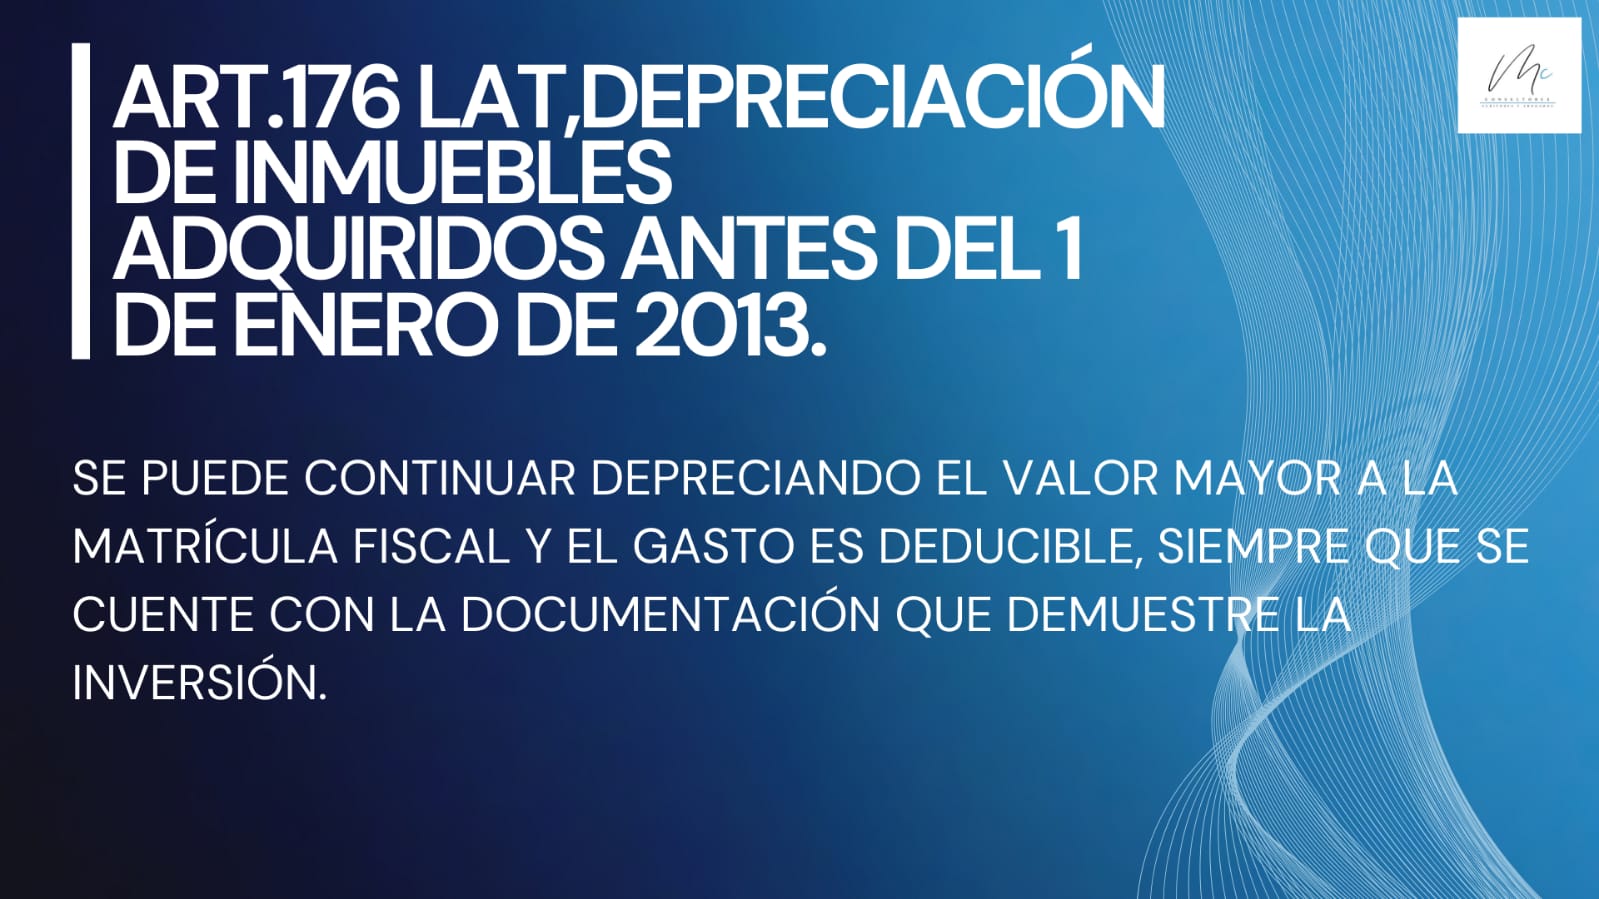 ART.176 LAT,DEPRECIACIÓN
DE INMUEBLES
ADQUIRIDOS ANTES DEL 1
DE ENERO DE 2013.
Mc
CONSULTORES
SE PUEDE CONTINUAR DEPRECIANDO EL VALOR MAYOR A LA
MATRÍCULA FISCAL Y EL GASTO ES DEDUCIBLE, SIEMPRE QUE SE
CUENTE CON LA DOCUMENTACIÓN QUE DEMUESTRE LA
INVERSIÓN.